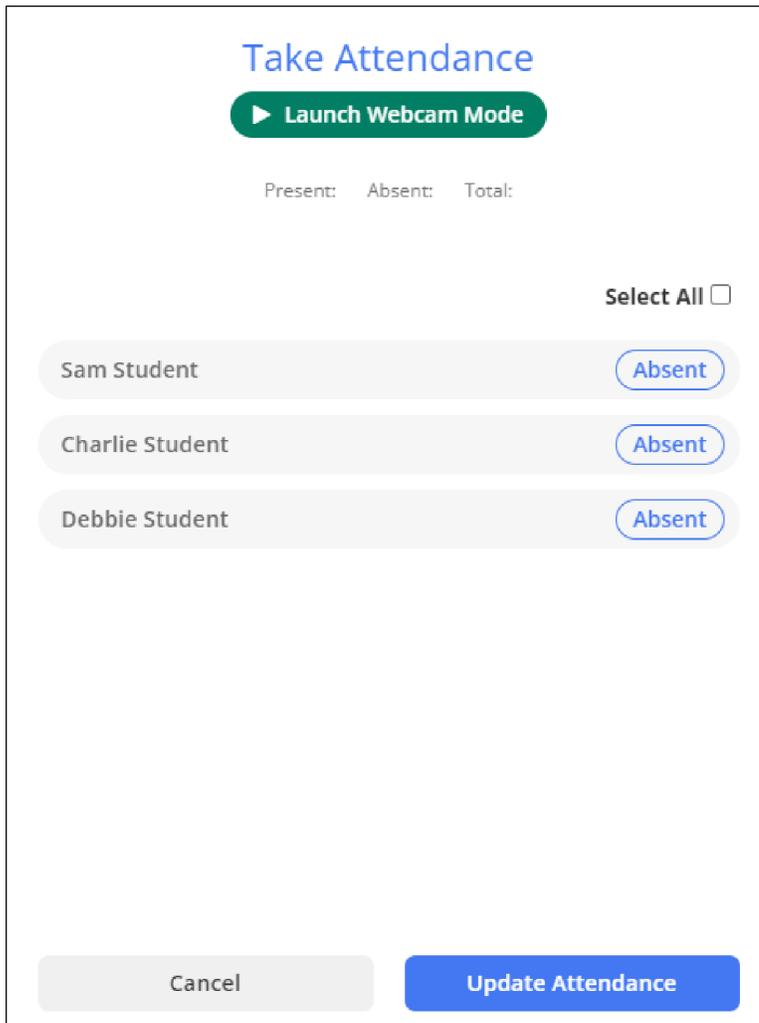 Take Attendance
Launch Webcam Mode
Present: Absent: Total:
Select All
Sam Student Absent
Charlie Student Absent
Debbie Student Absent
Cancel Update Attendance